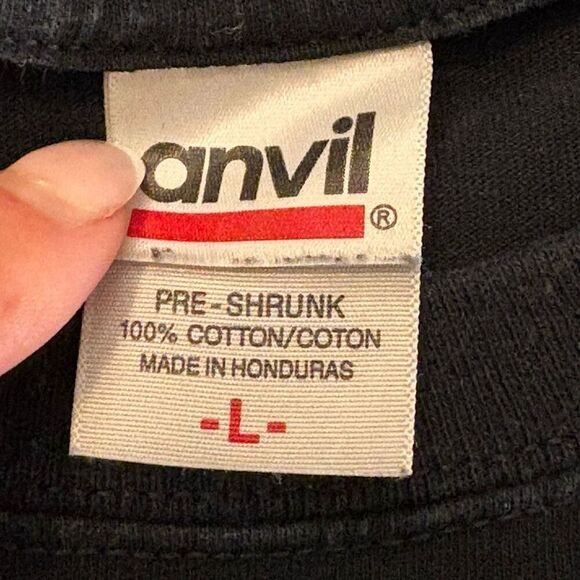 anvil
®
PRE-SHRUNK
100% COTTON/COTON
MADE IN HONDURAS
-L-